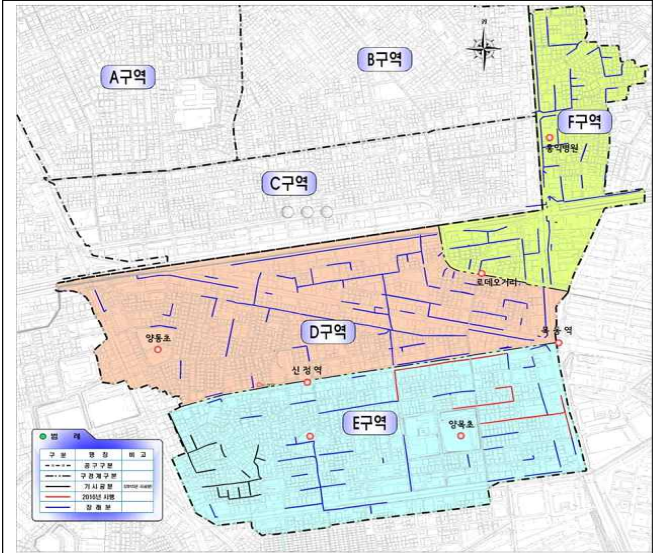 N
A구역
B구역
F구역
홍익병원
C구역
로데오거리
D구역
양동초
목동역
신정역
E구역
양목초
범 례
구 분 명 칭 비 고
공구구분
구경계구분
기시공분
2016년 시행
장래분